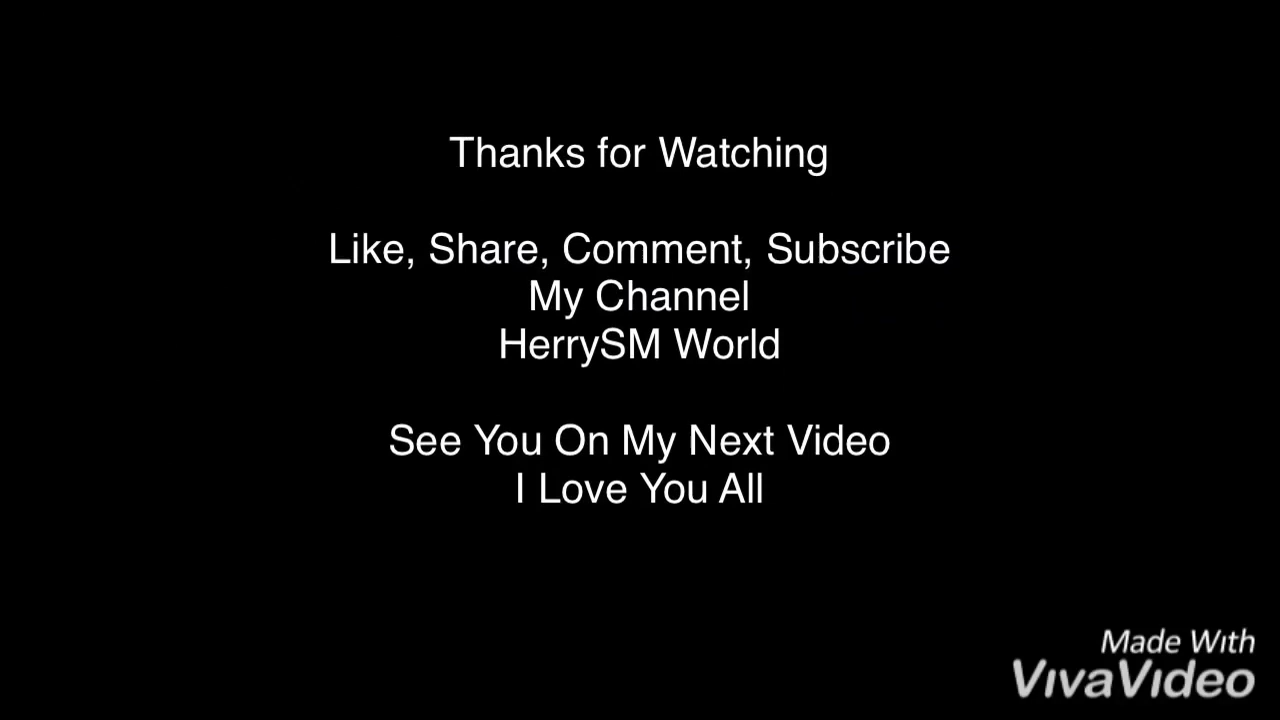 Thanks for Watching
Like, Share, Comment, Subscribe
My Channel
HerrySM World
See You On My Next Video
I Love You All
Made With
VivaVideo